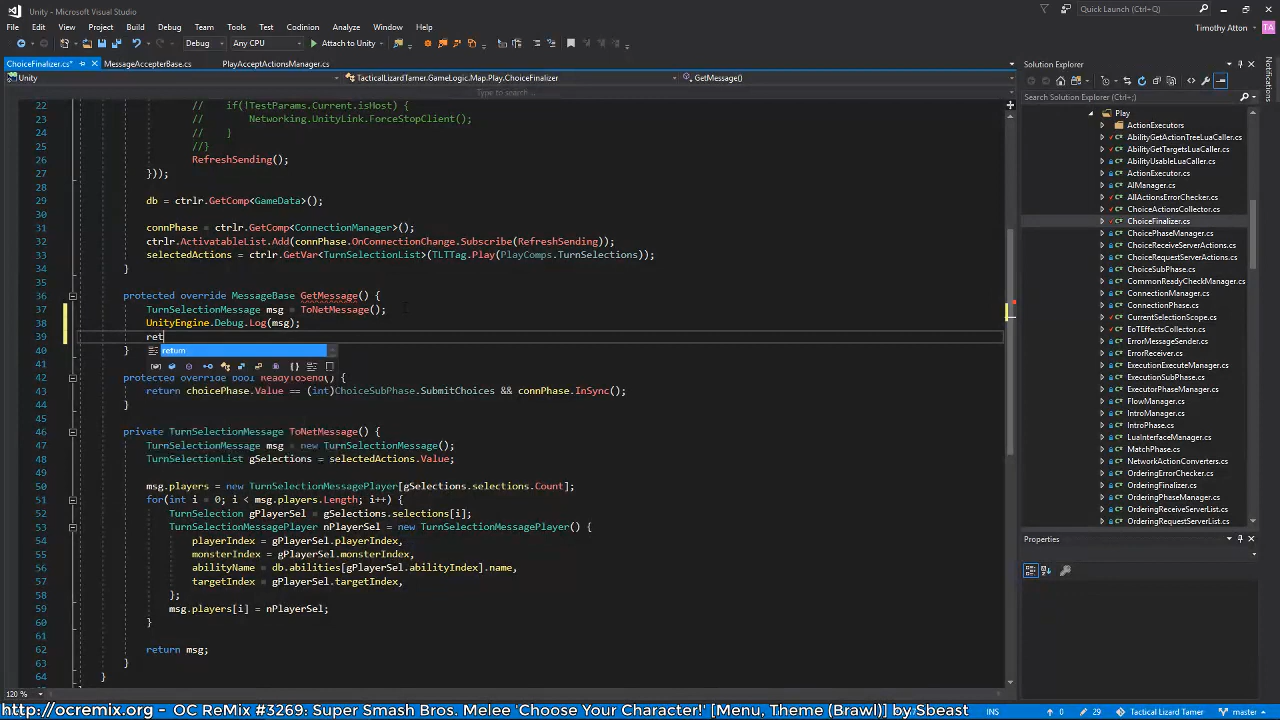 Unity - Microsoft Visual Studio
Quick Launch (Ctrl+Q)
File Edit View Project Build Debug Team Tools Test CodeRush Analyze Window Help
Timothy Atton TA
Debug Any CPU Attach to Unity
ChoiceFinalizer.cs* MessageAccepterBase.cs PlayAcceptActionsManager.cs
Unity TacticalLizardTamer.GameLogic.Map.Play.ChoiceFinalizer GetMessage()
Type to search...
22 // if(!TestParams.Current.isHost) {
23 // Networking.UnityLink.ForceStopClient();
24 // }
25 //}
26 RefreshSending();
27 }));
28
29 db = ctrlr.GetComp<GameData>();
30
31 connPhase = ctrlr.GetComp<ConnectionManager>();
32 ctrlr.ActivatableList.Add(connPhase.OnConnectionChange.Subscribe(RefreshSending));
33 selectedActions = ctrlr.GetVar<TurnSelectionList>(TLTTag.Play(PlayComps.TurnSelections));
34 }
35
36 protected override MessageBase GetMessage() {
37 TurnSelectionMessage msg = ToNetMessage();
38 UnityEngine.Debug.Log(msg);
39 ret
40 }
return
41
42 protected override bool ReadyToSend() {
43 return choicePhase.Value == (int)ChoiceSubPhase.SubmitChoices && connPhase.InSync();
44 }
45
46 private TurnSelectionMessage ToNetMessage() {
47 TurnSelectionMessage msg = new TurnSelectionMessage();
48 TurnSelectionList gSelections = selectedActions.Value;
49
50 msg.players = new TurnSelectionMessagePlayer[gSelections.selections.Count];
51 for(int i = 0; i < msg.players.Length; i++) {
52 TurnSelection gPlayerSel = gSelections.selections[i];
53 TurnSelectionMessagePlayer nPlayerSel = new TurnSelectionMessagePlayer() {
54 playerIndex = gPlayerSel.playerIndex,
55 monsterIndex = gPlayerSel.monsterIndex,
56 abilityName = db.abilities[gPlayerSel.abilityIndex].name,
57 targetIndex = gPlayerSel.targetIndex,
58 };
59 msg.players[i] = nPlayerSel;
60 }
61
62 return msg;
63 }
64 }
120 %
Solution Explorer
Search Solution Explorer (Ctrl+;)
Play
ActionExecutors
AbilityGetActionTreeLuaCaller.cs
AbilityGetTargetsLuaCaller.cs
AbilityUsableLuaCaller.cs
ActionExecutor.cs
AIManager.cs
AllActionsErrorChecker.cs
ChoiceActionsCollector.cs
ChoiceFinalizer.cs
ChoicePhaseManager.cs
ChoiceReceiveServerActions.cs
ChoiceRequestServerActions.cs
ChoiceSubPhase.cs
CommonReadyChecker.cs
ConnectionManager.cs
ConnectionPhase.cs
CurrentSelectionScope.cs
EoTEffectsCollector.cs
ErrorMessageSender.cs
ErrorReceiver.cs
ExecuteExecutionManager.cs
ExecutionSubPhase.cs
ExecutorPhaseManager.cs
FlowManager.cs
IntroManager.cs
IntroPhase.cs
LuaInterfaceManager.cs
MatchPhase.cs
NetworkActionConverters.cs
OrderingErrorChecker.cs
OrderingFinalizer.cs
OrderingPhaseManager.cs
OrderingReceiveServerList.cs
OrderingRequestServerList.cs
Notifications
Properties
http://ocremix.org - OC ReMix #3269: Super Smash Bros. Melee 'Choose Your Character!' [Menu, Theme (Brawl)] by Sbeast
INS 0 29 Tactical Lizard Tamer master